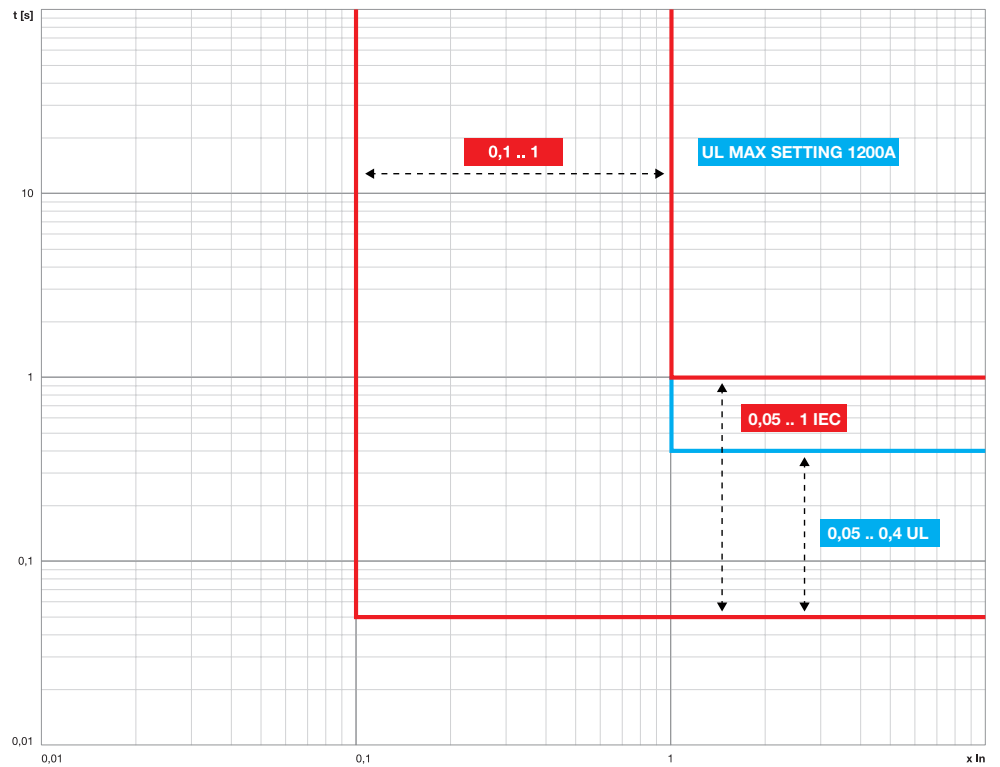 t [s]
0,1 .. 1
UL MAX SETTING 1200A
10
1
0,05 .. 1 IEC
0,05 .. 0,4 UL
0,1
0,01
0,01
0,1
1
x In